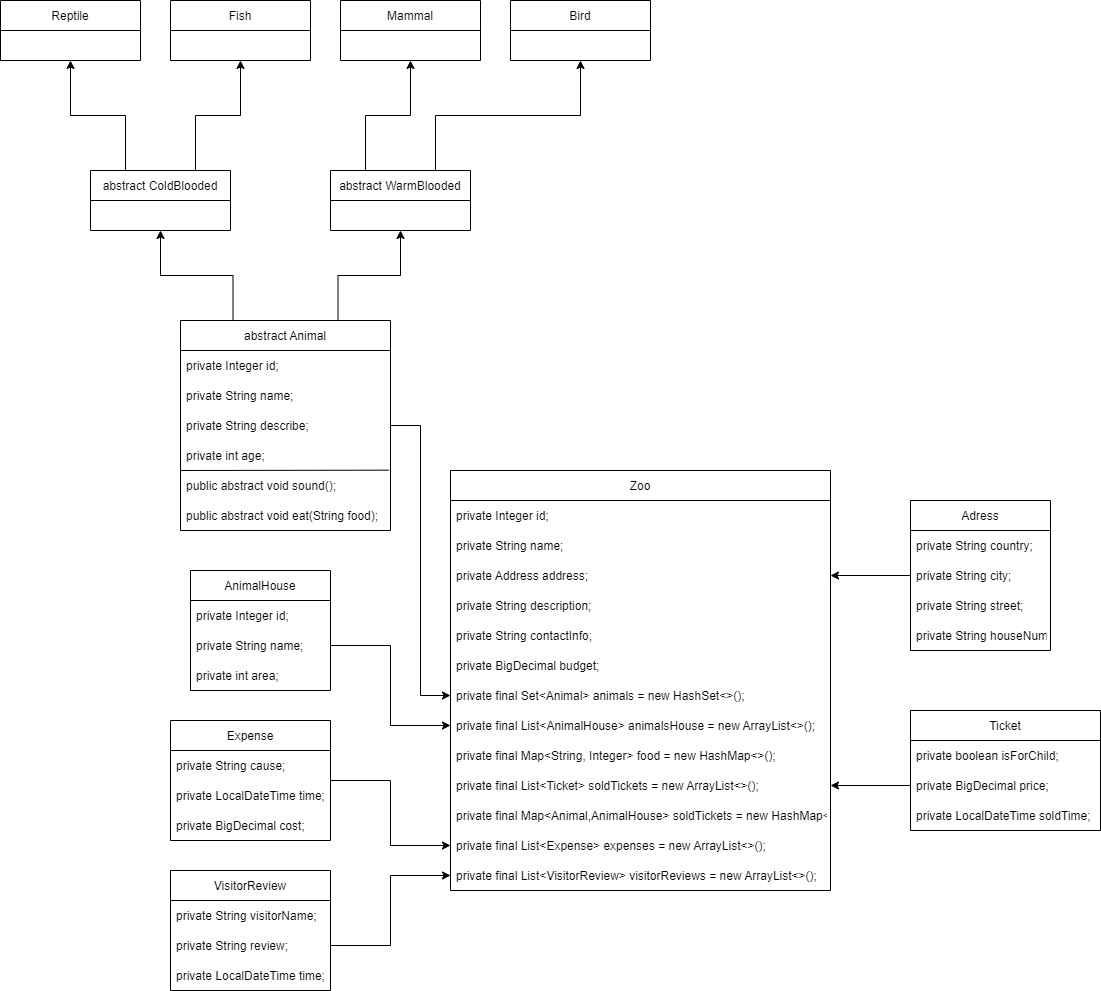 Reptile
Fish
Mammal
Bird
abstract ColdBlooded
abstract WarmBlooded
abstract Animal
private Integer id;
private String name;
private String describe;
private int age;
public abstract void sound();
public abstract void eat(String food);
AnimalHouse
private Integer id;
private String name;
private int area;
Expense
private String cause;
private LocalDateTime time;
private BigDecimal cost;
VisitorReview
private String visitorName;
private String review;
private LocalDateTime time;
Zoo
private Integer id;
private String name;
private Address address;
private String description;
private String contactInfo;
private BigDecimal budget;
private final Set<Animal> animals = new HashSet<>();
private final List<AnimalHouse> animalsHouse = new ArrayList<>();
private final Map<String, Integer> food = new HashMap<>();
private final List<Ticket> soldTickets = new ArrayList<>();
private final Map<Animal,AnimalHouse> soldTickets = new HashMap<
private final List<Expense> expenses = new ArrayList<>();
private final List<VisitorReview> visitorReviews = new ArrayList<>();
Adress
private String country;
private String city;
private String street;
private String houseNum
Ticket
private boolean isForChild;
private BigDecimal price;
private LocalDateTime soldTime;